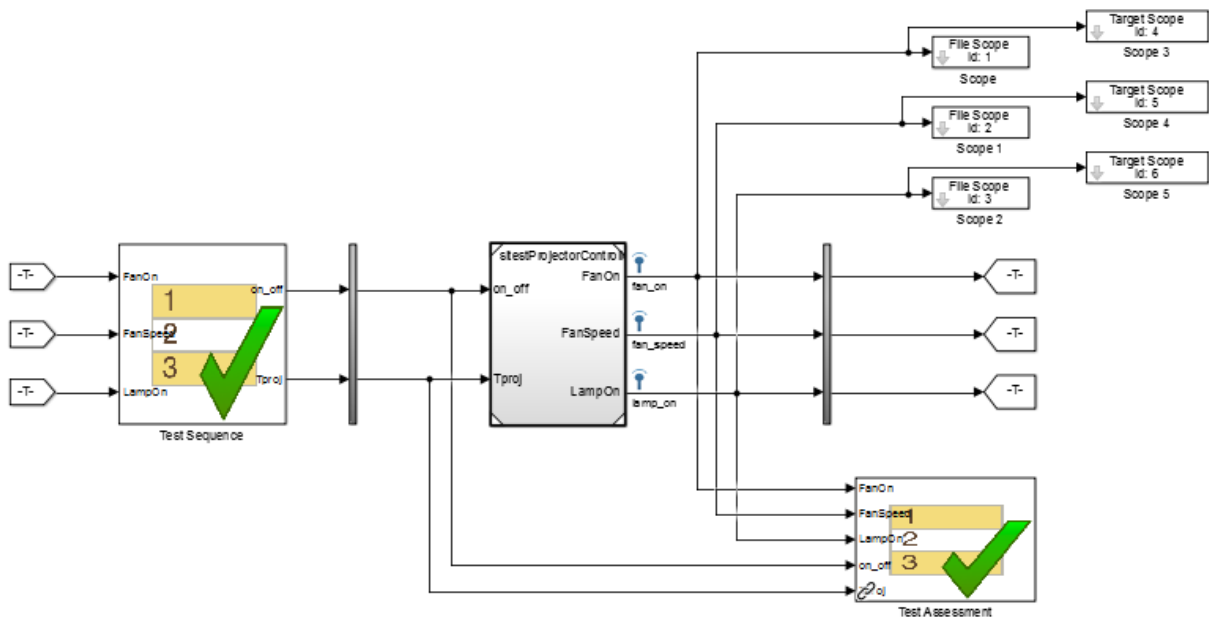 Target Scope
Id: 4
Scope 3
File Scope
Id: 1
Scope
Target Scope
Id: 5
Scope 4
File Scope
Id: 2
Scope 1
Target Scope
Id: 6
Scope 5
File Scope
Id: 3
Scope 2
-T-
-T-
-T-
FanOn
FanSpeed
LampOn
on_off
Tproj
1
2
3
Test Sequence
sltestProjectorControll
on_off
Tproj
FanOn
FanSpeed
LampOn
fan_on
fan_speed
lamp_on
-T-
-T-
-T-
FanOn
FanSpeed
LampOn
on_off
oj
1
2
3
Test Assessment